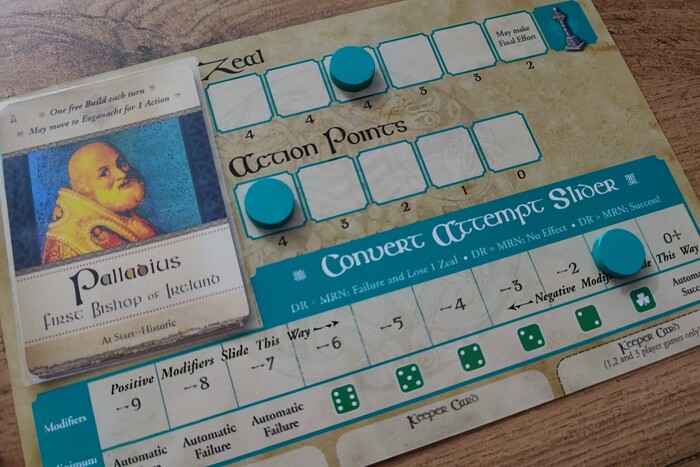 One free Build each turn
May move to Eoganacht for 1 Action
Palladius
First Bishop of Ireland
At Start–Historic
Zeal
May make
Final Effort
4 4 4 3 3 2
Action Points
4 3 2 1 0
Convert Attempt Slider
DR < MRN: Failure and Lose 1 Zeal • DR = MRN: No Effect • DR > MRN: Success!
Positive Modifiers Slide This Way
Negative Slide This Way
Modifiers
–9 –8 –7 –6 –5 –4 –3 –2 0+
Automatic
Failure
Automatic
Failure
Automatic
Failure
Automatic
Keeper Card
Keeper Card
(1, 2 and 3 player games only)